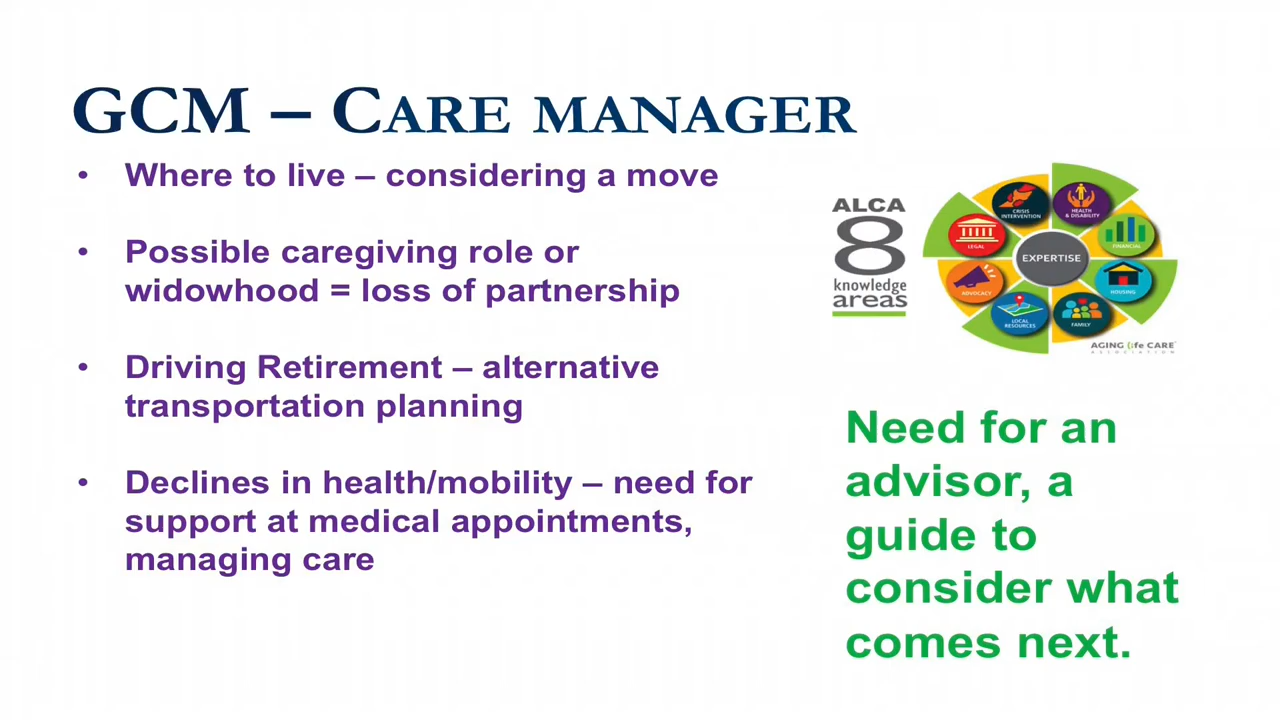 GCM – CARE MANAGER
• Where to live – considering a move
• Possible caregiving role or
widowhood = loss of partnership
• Driving Retirement – alternative
transportation planning
• Declines in health/mobility – need for
support at medical appointments,
managing care
ALCA
8
knowledge
areas
CRISIS
INTERVENTION
HEALTH
& DISABILITY
LEGAL
FINANCIAL
EXPERTISE
ADVOCACY
HOUSING
LOCAL
RESOURCES
FAMILY
AGING life CARE
ASSOCIATION
Need for an
advisor, a
guide to
consider what
comes next.